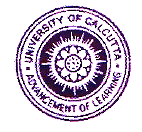 UNIVERSITY OF CALCUTTA
ADVANCEMENT OF LEARNING